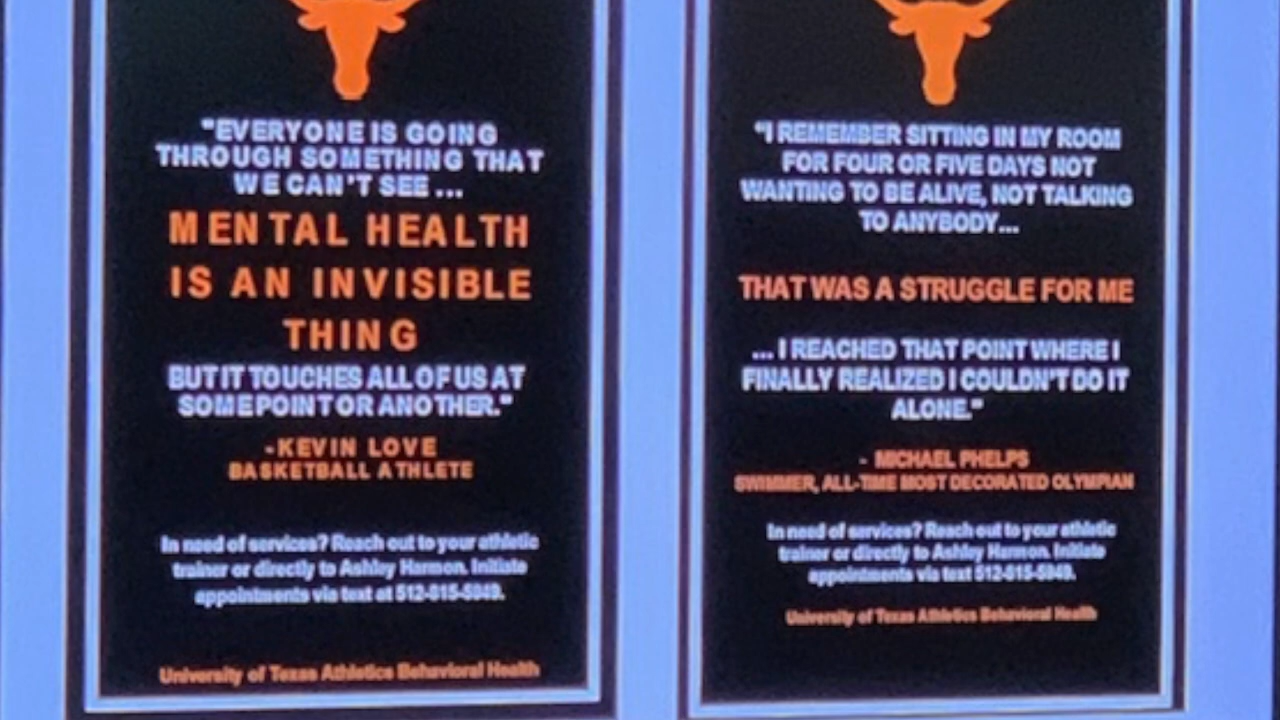 "EVERYONE IS GOING
THROUGH SOMETHING THAT
WE CAN'T SEE ...
MENTAL HEALTH
IS AN INVISIBLE
THING
BUT IT TOUCHES ALL OF US AT
SOME POINT OR ANOTHER."
-KEVIN LOVE
BASKETBALL ATHLETE
In need of services? Reach out to your athletic
trainer or directly to Ashley Harmon. Initiate
appointments via text at
University of Texas Athletics Behavioral Health
"I REMEMBER SITTING IN MY ROOM
FOR FOUR OR FIVE DAYS NOT
WANTING TO BE ALIVE, NOT TALKING
TO ANYBODY...
THAT WAS A STRUGGLE FOR ME
... I REACHED THAT POINT WHERE I
FINALLY REALIZED I COULDN'T DO IT
ALONE."
- MICHAEL PHELPS
SWIMMER, ALL-TIME MOST DECORATED OLYMPIAN
In need of services? Reach out to your athletic
trainer or directly to Ashley Harmon. Initiate
appointments via text
University of Texas Athletics Behavioral Health